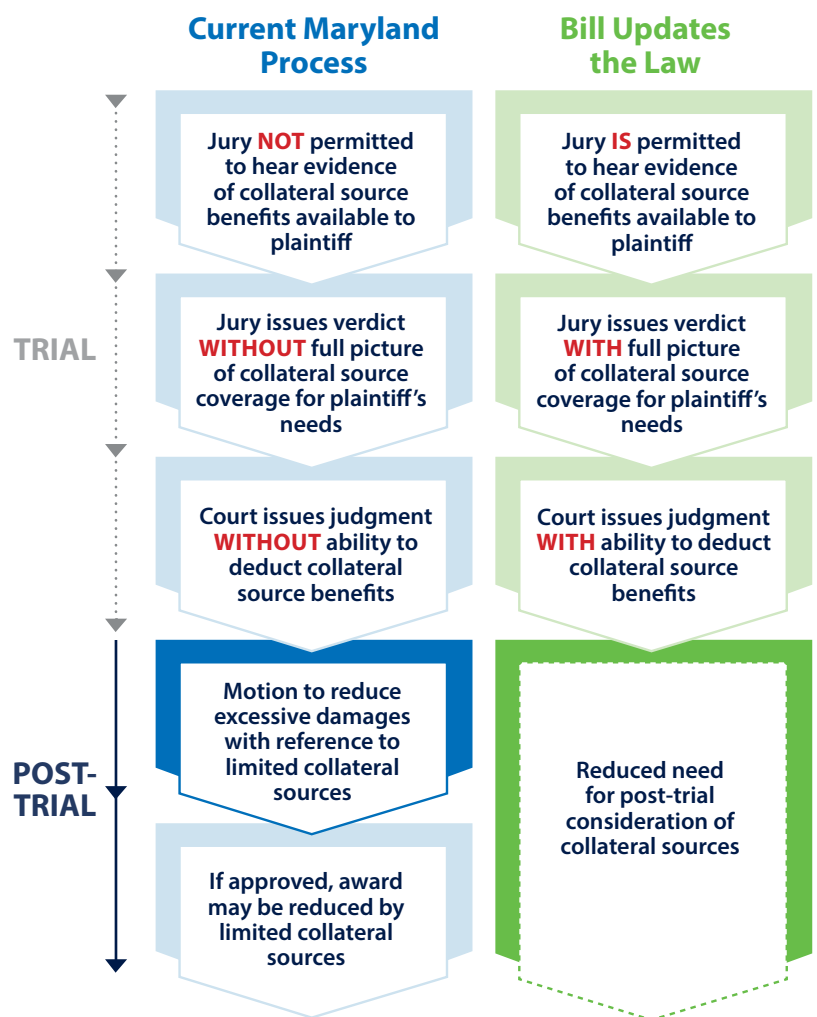 Current Maryland
Process
Bill Updates
the Law
TRIAL
Jury NOT permitted
to hear evidence
of collateral source
benefits available to
plaintiff
Jury IS permitted
to hear evidence
of collateral source
benefits available to
plaintiff
Jury issues verdict
WITHOUT full picture
of collateral source
coverage for plaintiff's
needs
Jury issues verdict
WITH full picture
of collateral source
coverage for plaintiff's
needs
Court issues judgment
WITHOUT ability to
deduct collateral
source benefits
Court issues judgment
WITH ability to deduct
collateral source
benefits
POST-
TRIAL
Motion to reduce
excessive damages
with reference to
limited collateral
sources
If approved, award
may be reduced by
limited collateral
sources
Reduced need
for post-trial
consideration of
collateral sources